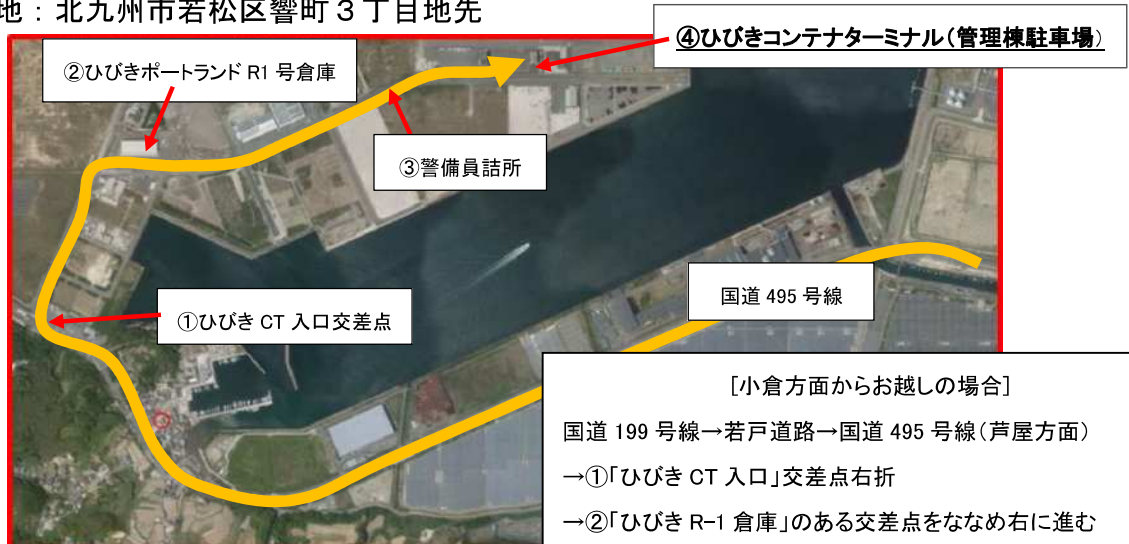 地：北九州市若松区響町３丁目地先
④ひびきコンテナターミナル（管理棟駐車場）
②ひびきポートランド R1 号倉庫
③警備員詰所
国道 495 号線
①ひびき CT 入口交差点
［小倉方面からお越しの場合］
国道 199 号線→若戸道路→国道 495 号線（芦屋方面）
→①「ひびき CT 入口」交差点右折
→②「ひびき R-1 倉庫」のある交差点をななめ右に進む